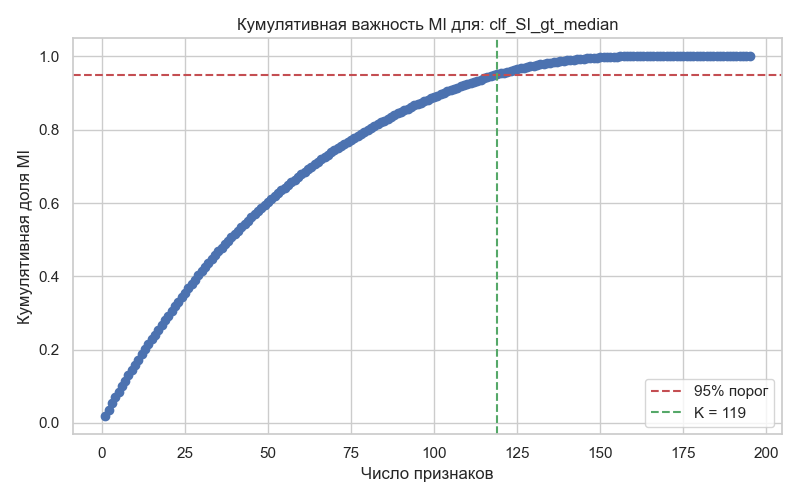 Кумулятивная важность MI для: clf_SI_gt_median
Кумулятивная доля MI
1.0
0.8
0.6
0.4
0.2
0.0
95% порог
K = 119
0 25 50 75 100 125 150 175 200
Число признаков